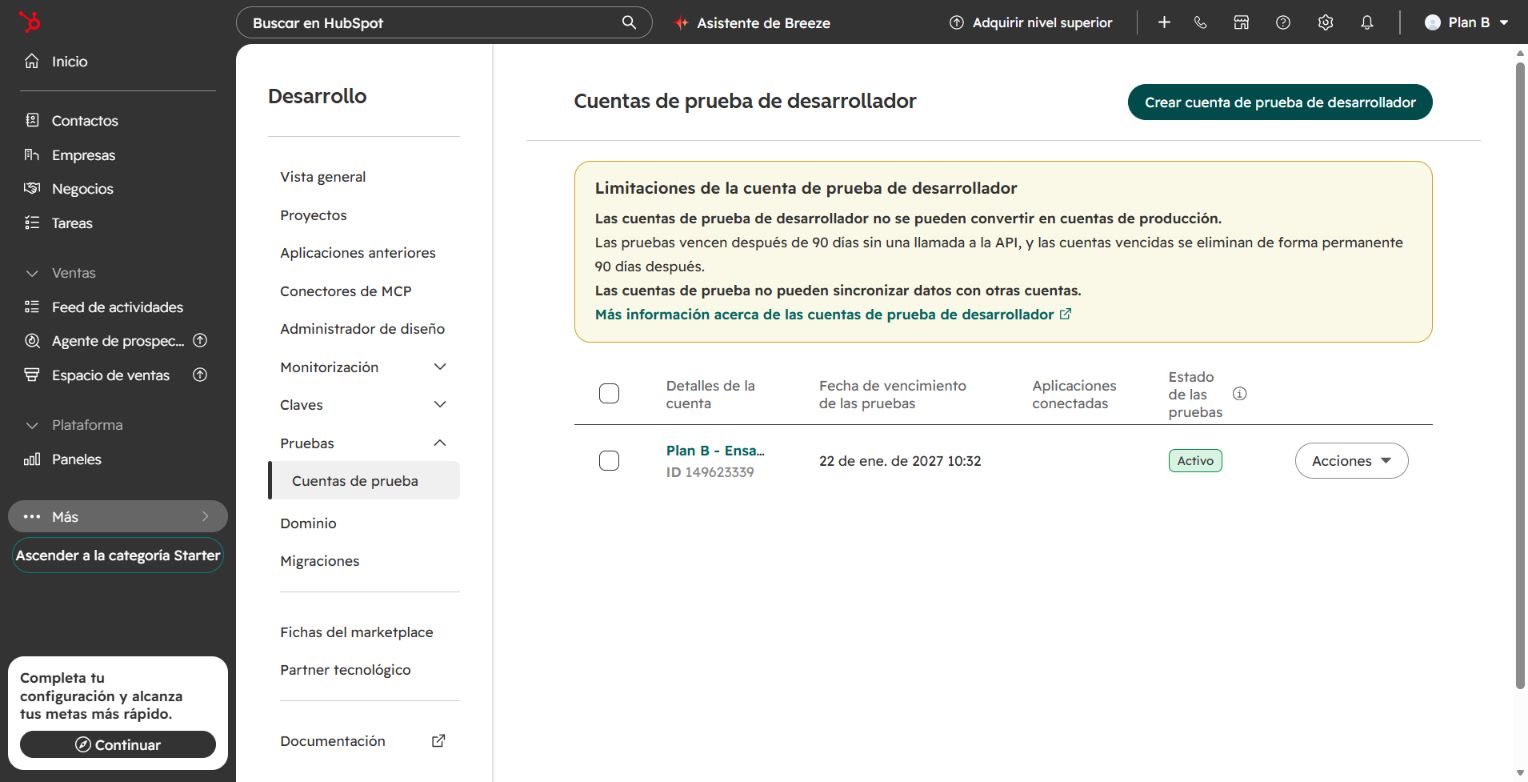 Buscar en HubSpot
Asistente de Breeze
Adquirir nivel superior
Plan B
Inicio
Contactos
Empresas
Negocios
Tareas
Ventas
Feed de actividades
Agente de prospec...
Espacio de ventas
Plataforma
Paneles
Más
Ascender a la categoría Starter
Completa tu
configuración y alcanza
tus metas más rápido.
Continuar
Desarrollo
Vista general
Proyectos
Aplicaciones anteriores
Conectores de MCP
Administrador de diseño
Monitorización
Claves
Pruebas
Cuentas de prueba
Dominio
Migraciones
Fichas del marketplace
Partner tecnológico
Documentación
Cuentas de prueba de desarrollador
Crear cuenta de prueba de desarrollador
Limitaciones de la cuenta de prueba de desarrollador
Las cuentas de prueba de desarrollador no se pueden convertir en cuentas de producción.
Las pruebas vencen después de 90 días sin una llamada a la API, y las cuentas vencidas se eliminan de forma permanente
90 días después.
Las cuentas de prueba no pueden sincronizar datos con otras cuentas.
Más información acerca de las cuentas de prueba de desarrollador
Detalles de la
cuenta
Fecha de vencimiento
de las pruebas
Aplicaciones
conectadas
Estado
de las
pruebas
Plan B - Ensa...
ID 149623339
22 de ene. de 2027 10:32
Activo
Acciones